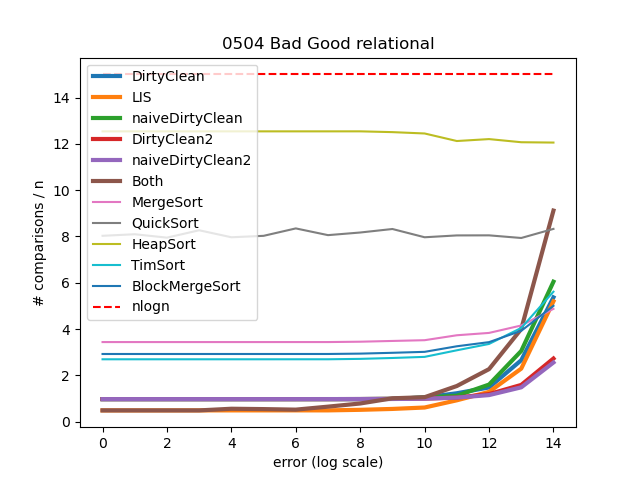 0504 Bad Good relational
DirtyClean
LIS
naiveDirtyClean
DirtyClean2
naiveDirtyClean2
Both
MergeSort
QuickSort
HeapSort
TimSort
BlockMergeSort
nlogn
# comparisons / n
14
12
10
8
6
4
2
0
0 2 4 6 8 10 12 14
error (log scale)